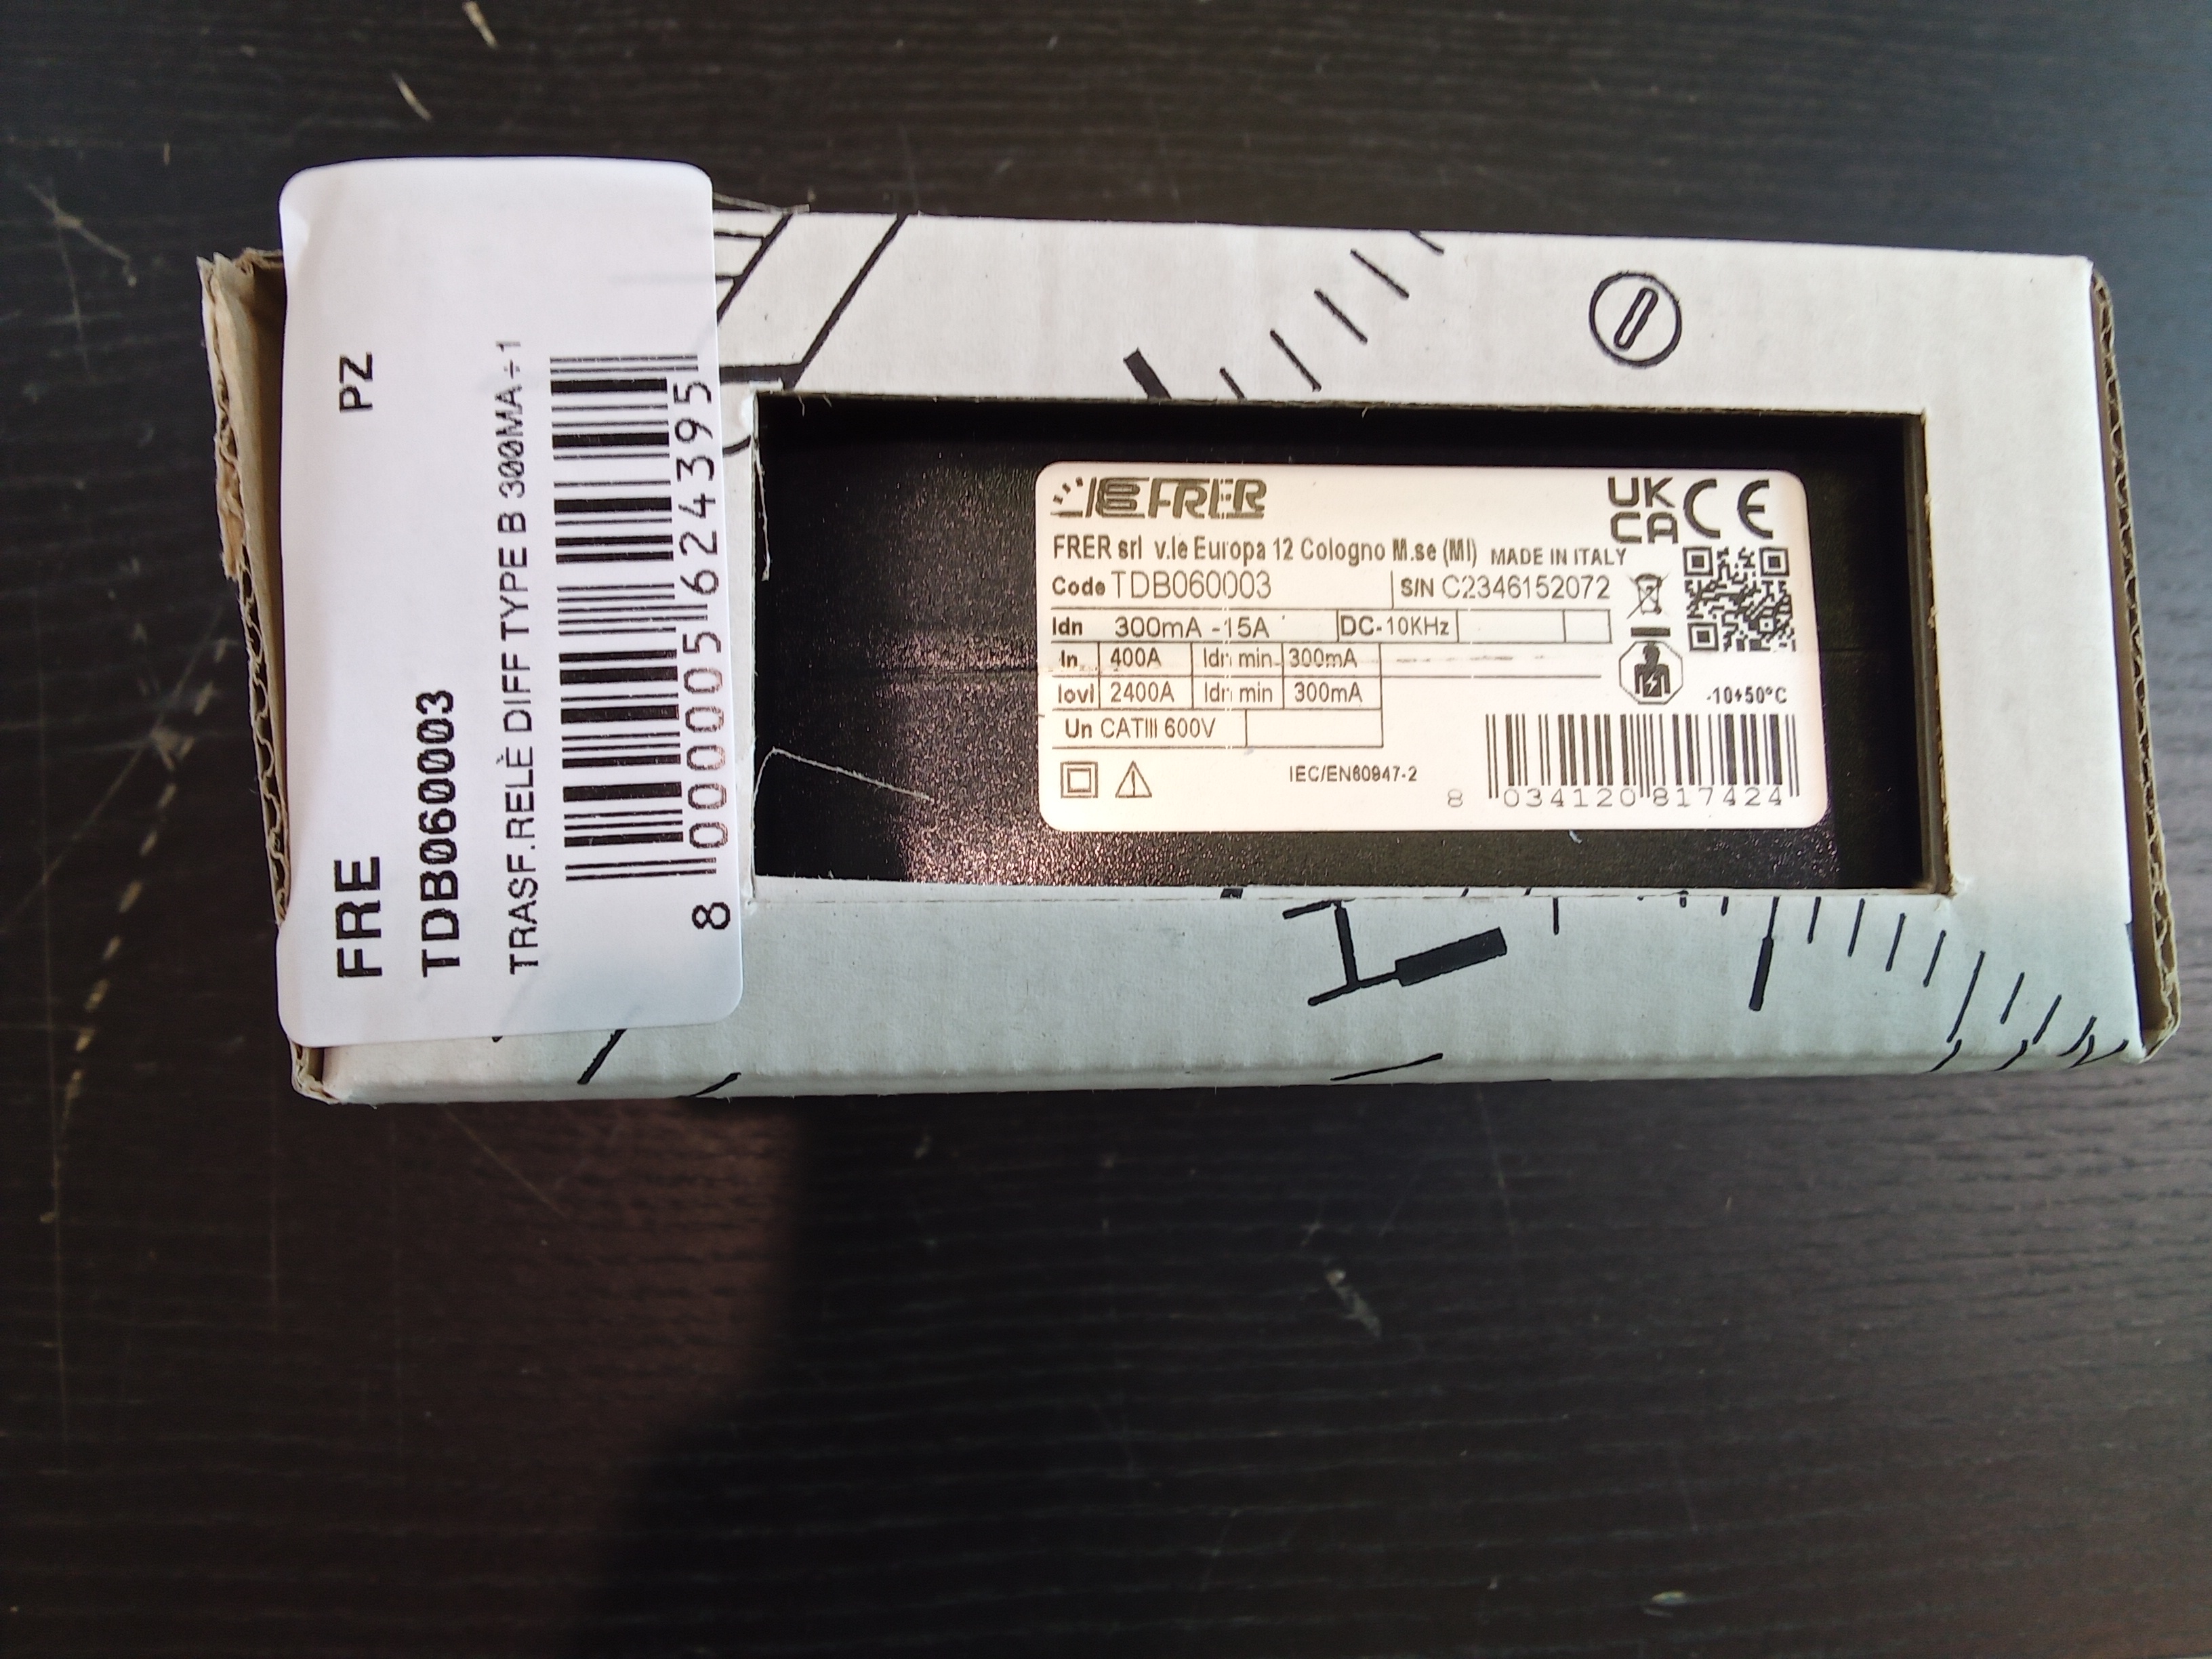 FRE PZ
TDB060003
TRASF.RELÈ DIFF TYPE B 300MA÷1
8 000005 624395
IEFRER
UK
CA CE
FRER srl v.le Europa 12 Cologno M.se (MI) MADE IN ITALY
Code TDB060003 S/N C2346152072
Idn 300mA -15A DC-10KHz
In 400A Idn min 300mA
Iovl 2400A Idn min 300mA
-10+50°C
Un CATIII 600V
IEC/EN60947-2
8 034120 817424